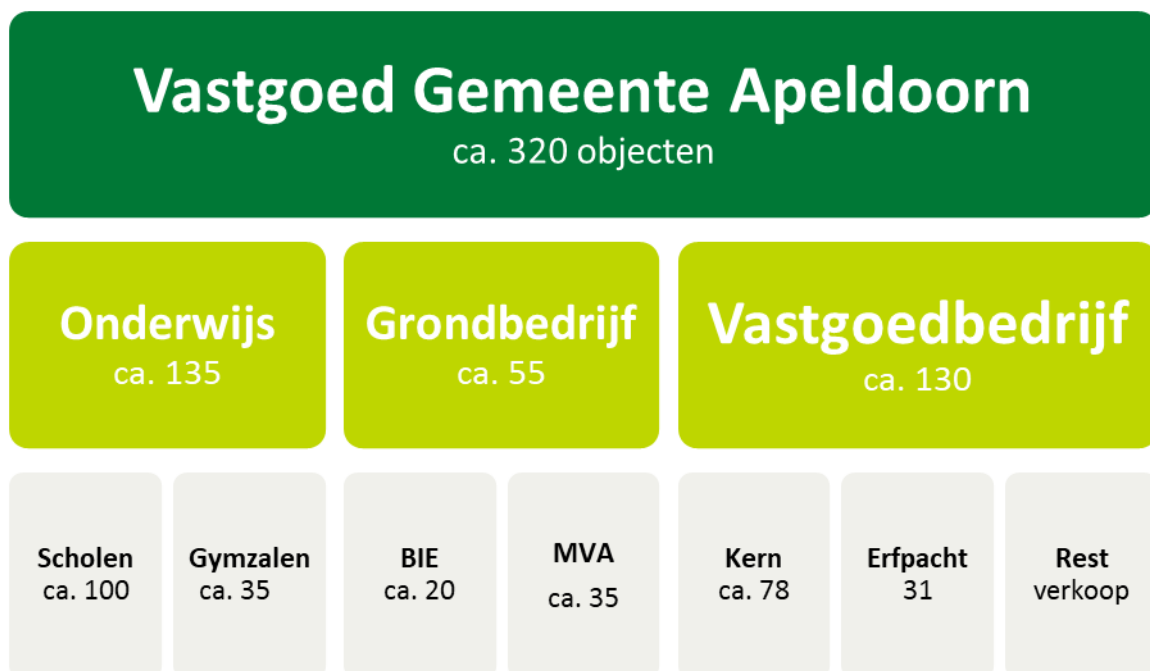 Vastgoed Gemeente Apeldoorn
ca. 320 objecten
Onderwijs
ca. 135
Grondbedrijf
ca. 55
Vastgoedbedrijf
ca. 130
Scholen
ca. 100
Gymzalen
ca. 35
BIE
ca. 20
MVA
ca. 35
Kern
ca. 78
Erfpacht
31
Rest
verkoop